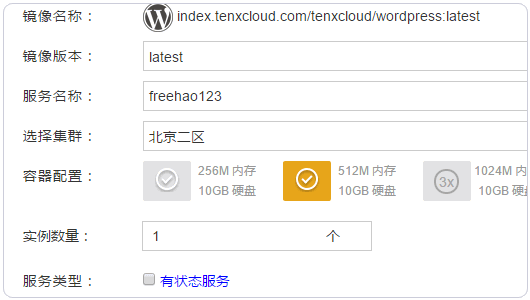 镜像名称： index.tenxcloud.com/tenxcloud/wordpress:latest
镜像版本： latest
服务名称： freehao123
选择集群： 北京二区
容器配置： 256M 内存 512M 内存 3x 1024M 内
10GB 硬盘 10GB 硬盘 10GB 硬盘
实例数量： 1 个
服务类型： 有状态服务